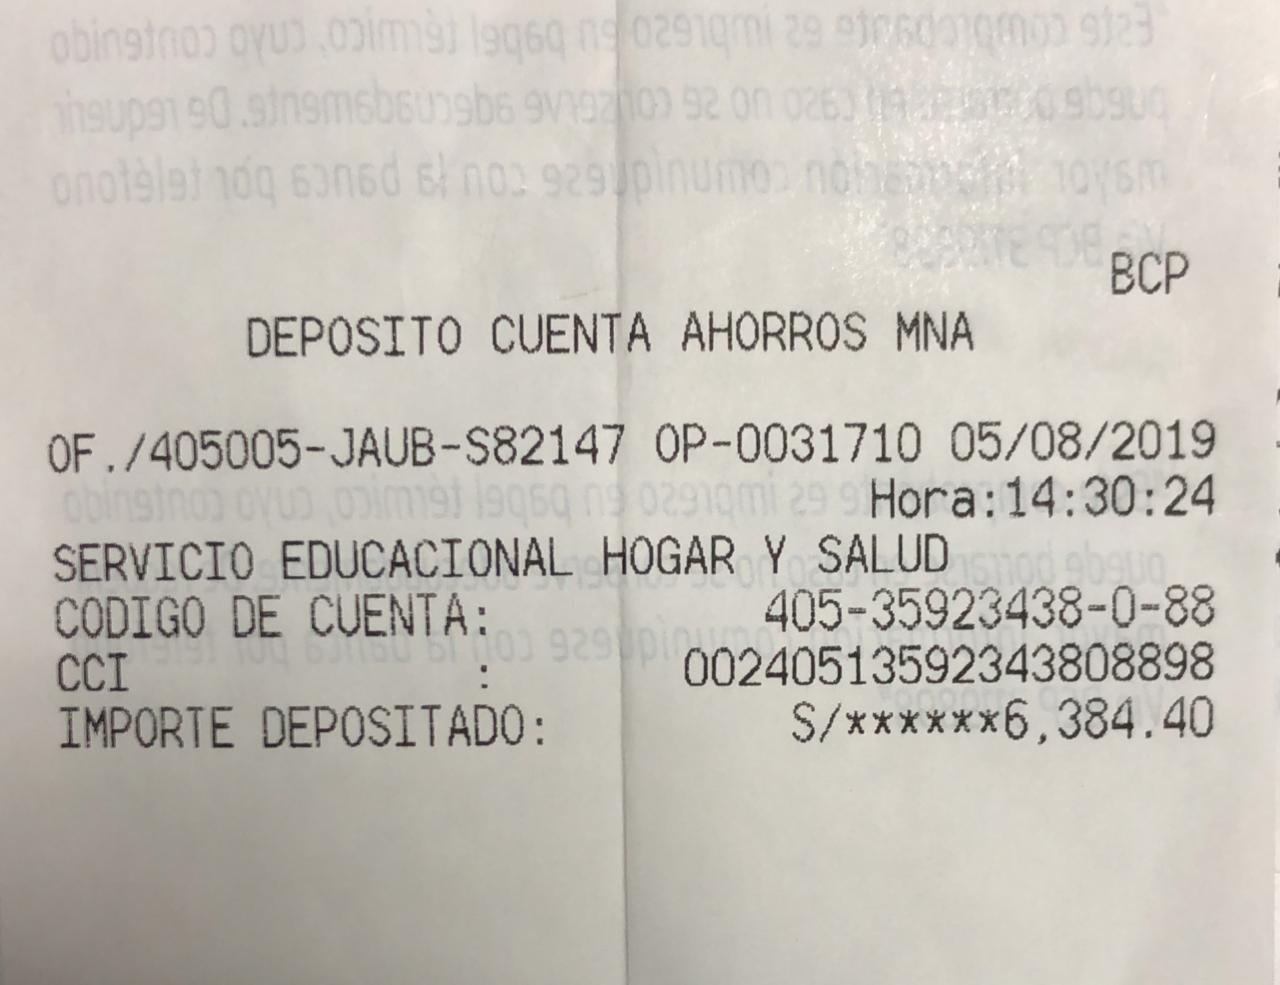 BCP
DEPOSITO CUENTA AHORROS MNA
OF./405005-JAUB-S82147 OP-0031710 05/08/2019
Hora:14:30:24
SERVICIO EDUCACIONAL HOGAR Y SALUD
CODIGO DE CUENTA: 405-35923438-0-88
CCI : 00240513592343808898
IMPORTE DEPOSITADO: S/******6,384.40